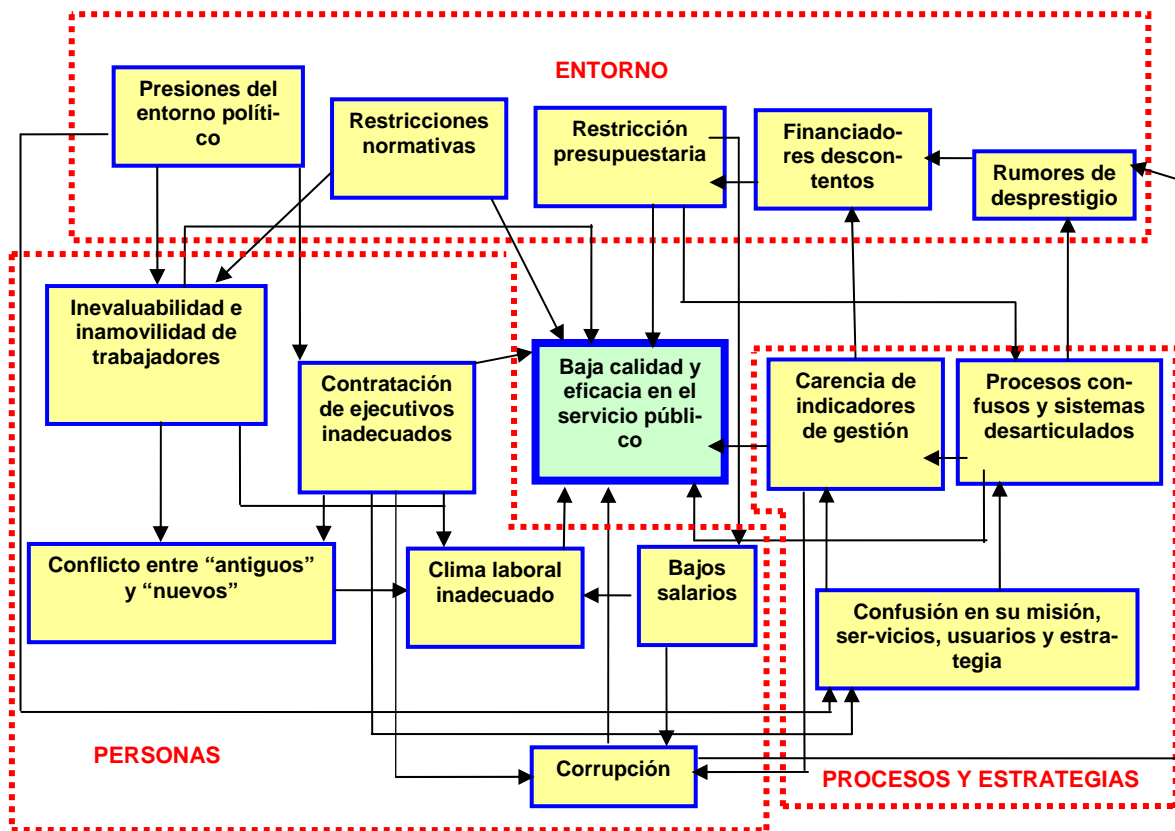 ENTORNO
Presiones del
entorno políti-
co
Restricciones
normativas
Restricción
presupuestaria
Financiado-
res descon-
tentos
Rumores de
desprestigio
Inevaluabilidad e
inamovilidad de
trabajadores
Contratación
de ejecutivos
inadecuados
Baja calidad y
eficacia en el
servicio públi-
co
Carencia de
indicadores
de gestión
Procesos con-
fusos y sistemas
desarticulados
Conflicto entre “antiguos”
y “nuevos”
Clima laboral
inadecuado
Bajos
salarios
Confusión en su misión,
ser-vicios, usuarios y estra-
tegia
PERSONAS
Corrupción
PROCESOS Y ESTRATEGIAS